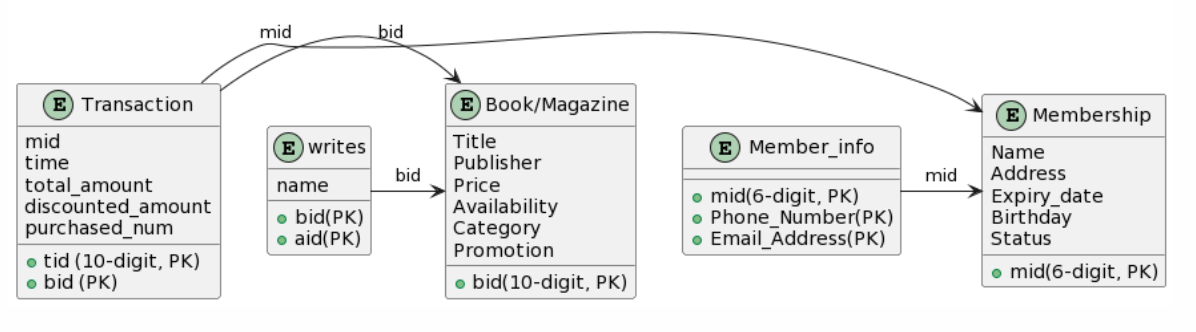 mid
bid
E Transaction
mid
time
total_amount
discounted_amount
purchased_num
tid (10-digit, PK)
bid (PK)
E writes
name
bid(PK)
aid(PK)
bid
E Book/Magazine
Title
Publisher
Price
Availability
Category
Promotion
bid(10-digit, PK)
E Member_info
mid(6-digit, PK)
Phone_Number(PK)
Email_Address(PK)
mid
E Membership
Name
Address
Expiry_date
Birthday
Status
mid(6-digit, PK)